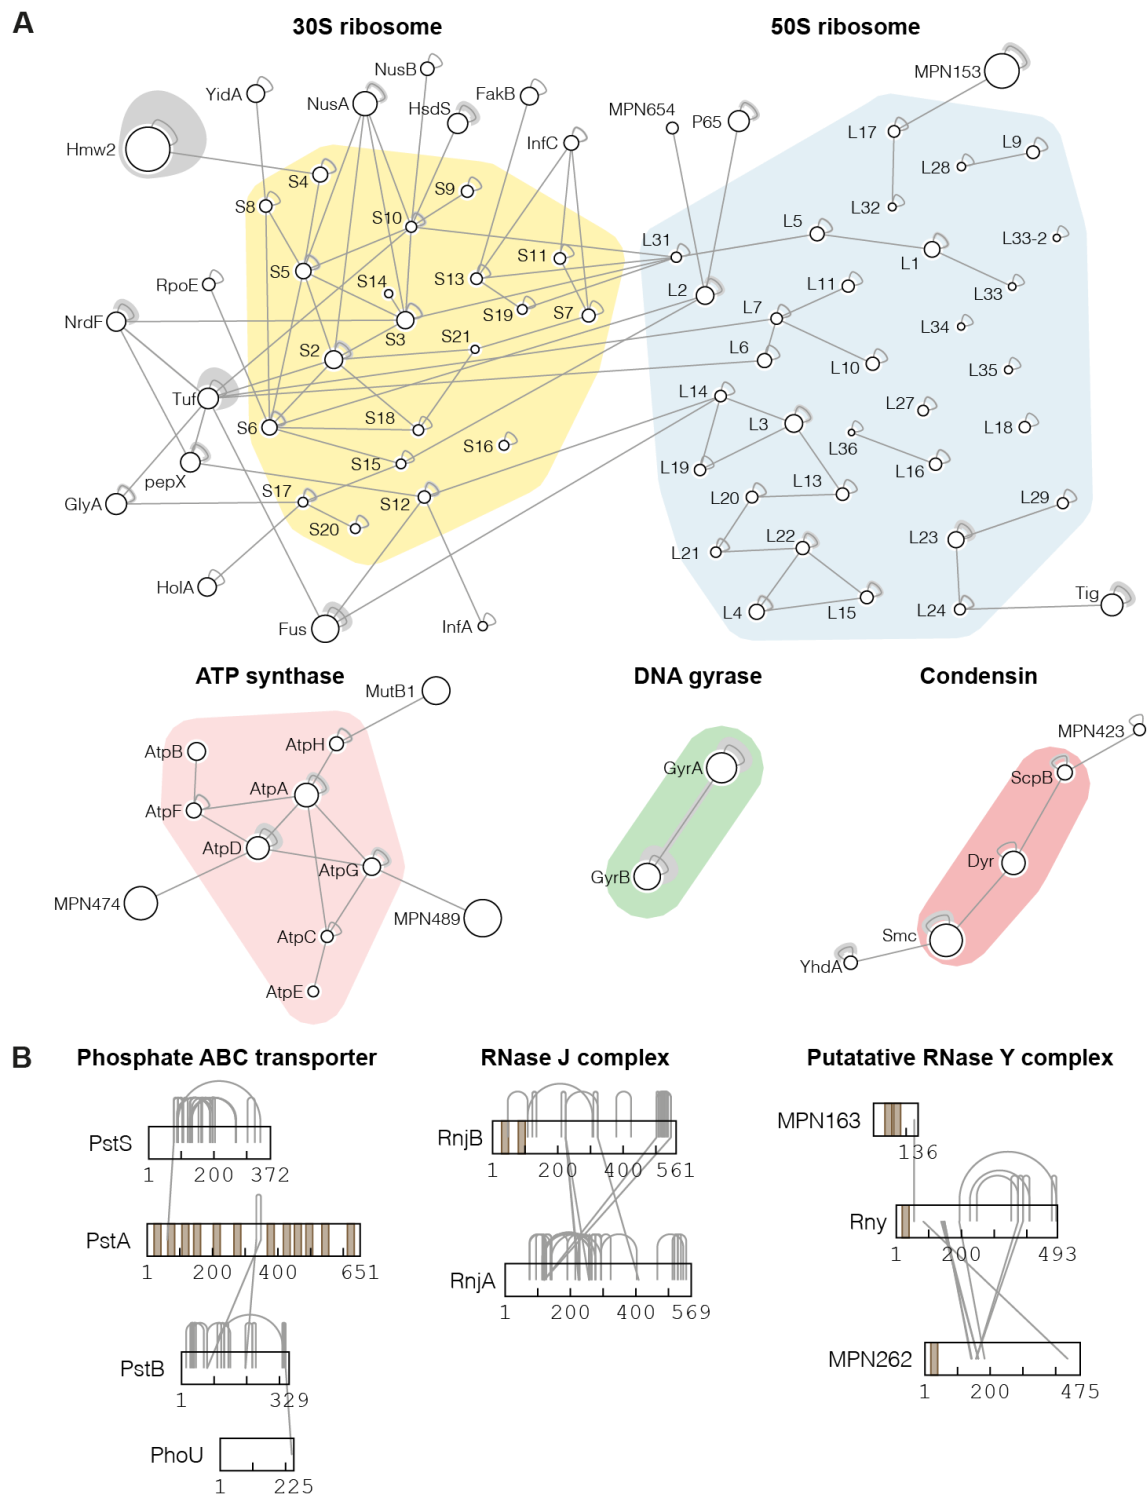 A
30S ribosome
50S ribosome
NusB
MPN153
YidA
NusA
HsdS
FakB
MPN654
P65
Hmw2
InfC
L17
L9
L28
S4
S9
S8
S10
L32
L5
L33-2
L31
L1
S11
S5
S14
S13
L11
RpoE
L2
L33
NrdF
S19
S7
L7
L34
S3
S21
S2
L6
L10
L35
Tuf
L14
L27
S18
S6
L3
L18
S16
L36
S15
L19
L16
pepX
L13
GlyA
S17
S12
L20
L29
S20
L22
L23
L21
HolA
Tig
Fus
InfA
L4
L15
L24
ATP synthase
DNA gyrase
Condensin
MutB1
MPN423
AtpB
AtpH
GyrA
ScpB
AtpA
AtpF
AtpD
Dyr
AtpG
GyrB
MPN474
MPN489
AtpC
Smc
YhdA
AtpE
B
Phosphate ABC transporter
RNase J complex
Putatative RNase Y complex
MPN163
136
PstS
1 200 372
RnjB
1 200 400 561
Rny
1 200 493
PstA
1 200 400 651
RnjA
1 200 400 569
PstB
1 329
MPN262
1 200 475
PhoU
1 225